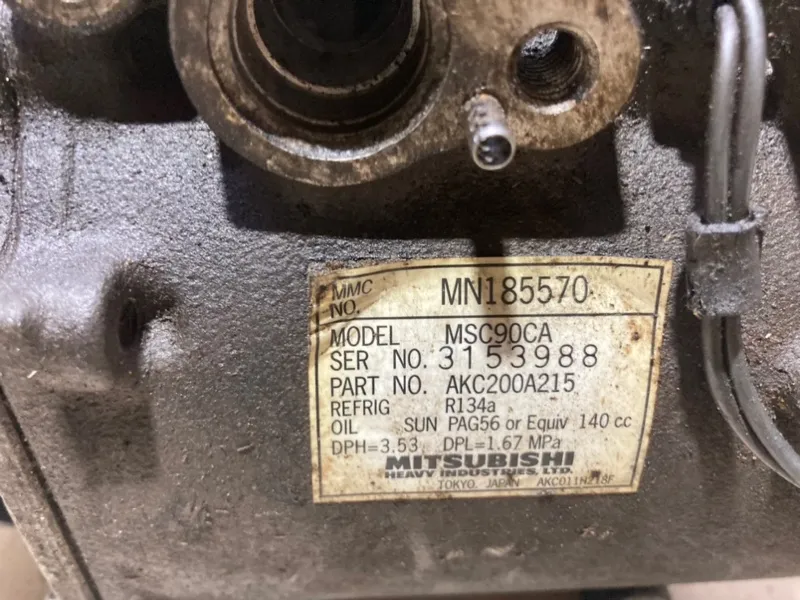 MMC NO. MN185570
MODEL MSC90CA
SER NO. 3153988
PART NO. AKC200A215
REFRIG R134a
OIL SUN PAG56 or Equiv 140 cc
DPH=3.53 DPL=1.67 MPa
MITSUBISHI
HEAVY INDUSTRIES, LTD.
TOKYO. JAPAN AKC011H218F